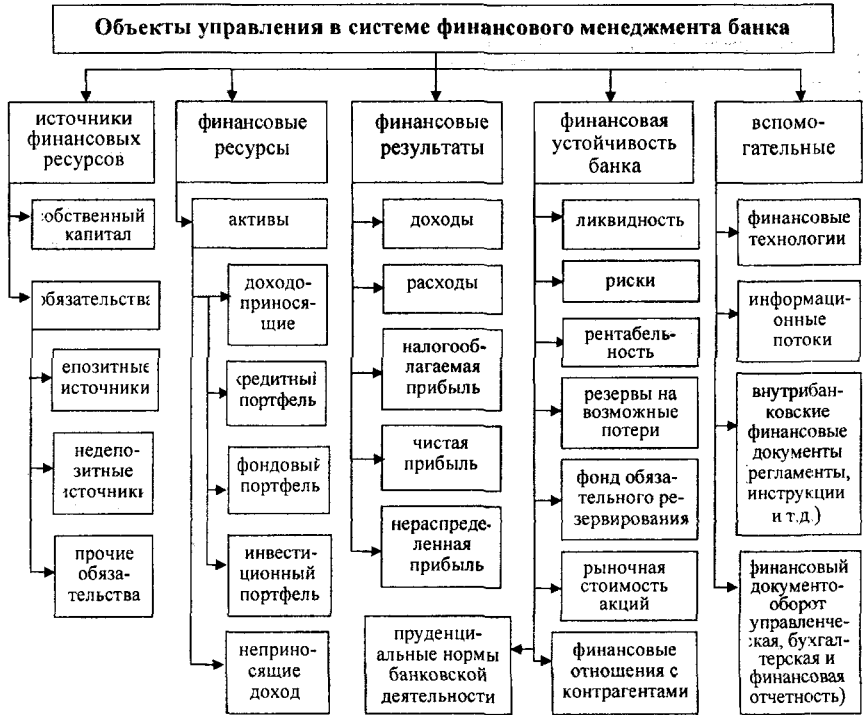 Объекты управления в системе финансового менеджмента банка
источники
финансовых
ресурсов
собственный
капитал
обязательства
епозитные
источники
недепо-
зитные
источники
прочие
обяза-
тельства
финансовые
ресурсы
активы
доходо-
принося-
щие
кредитный
портфель
фондовый
портфель
инвести-
ционный
портфель
неприно-
сящие
доход
финансовые
результаты
доходы
расходы
налогооб-
лагаемая
прибыль
чистая
прибыль
нераспреде-
ленная
прибыль
пруденци-
альные нормы
банковской
деятельности
финансовая
устойчивость
банка
ликвидность
риски
рентабель-
ность
резервы на
возможные
потери
фонд обяза-
тельного ре-
зервирования
рыночная
стоимость
акций
финансовые
отношения с
контрагентами
вспомо-
гательные
финансовые
технологии
информаци-
онные
потоки
внутрибан-
ковские
финансовые
документы
регламенты,
инструкции
и т.д.)
финансовый
документо-
оборот
управленче-
ская, бухгал-
терская и
финансовая
отчетность)